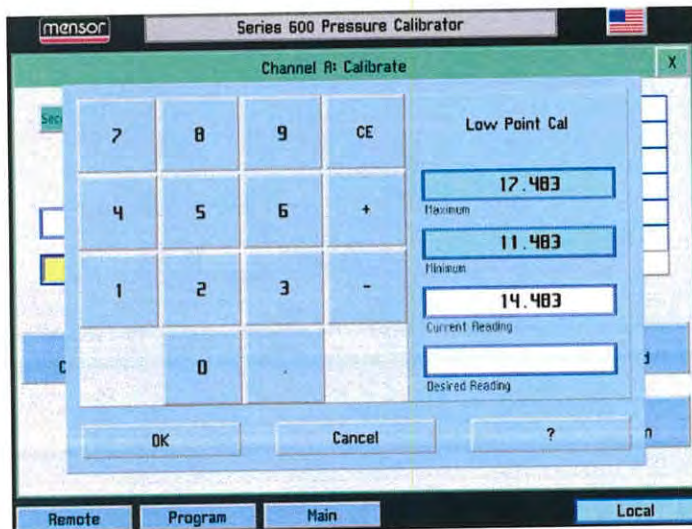 mensor
Series 600 Pressure Calibrator
Channel A: Calibrate
X
7 8 9 CE
4 5 6 +
1 2 3 -
0 .
Low Point Cal
17.483
Maximum
11.483
Minimum
14.483
Current Reading
Desired Reading
OK Cancel ?
Remote Program Main Local